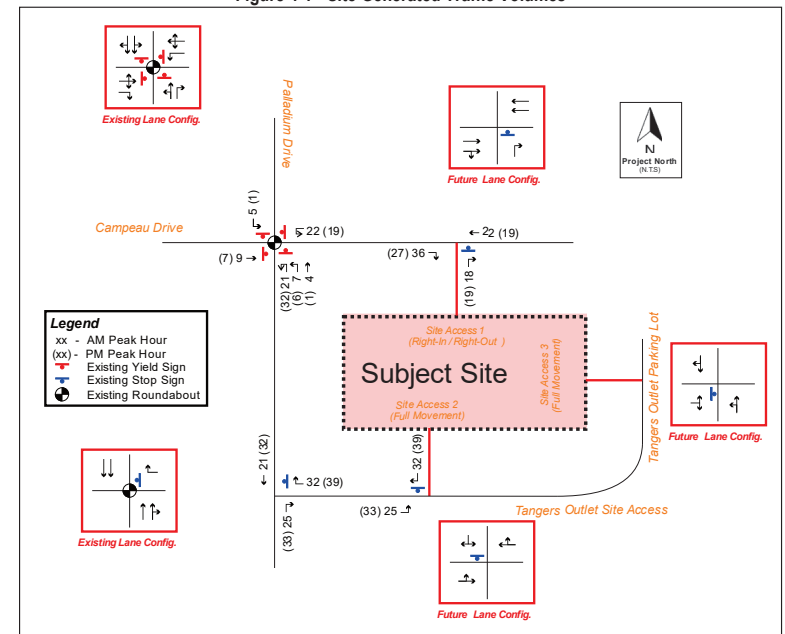 Figure 4-4 - Site Generated Traffic Volumes
Existing Lane Config.
Palladium Drive
Future Lane Config.
N
Project North
(N.T.S)
Campeau Drive
5 (1)
22 (19)
22 (19)
(7) 9
(27) 36
(32) 21
(6) 7
(1) 4
(19) 18
Legend
xx - AM Peak Hour
(xx) - PM Peak Hour
Existing Yield Sign
Existing Stop Sign
Existing Roundabout
Site Access 1
(Right-In / Right-Out )
Subject Site
Site Access 2
(Full Movement)
Site Access 3
(Full Movement)
Tangers Outlet Parking Lot
Future Lane Config.
21 (32)
32 (39)
32 (39)
(33) 25
(33) 25
Tangers Outlet Site Access
Existing Lane Config.
Future Lane Config.